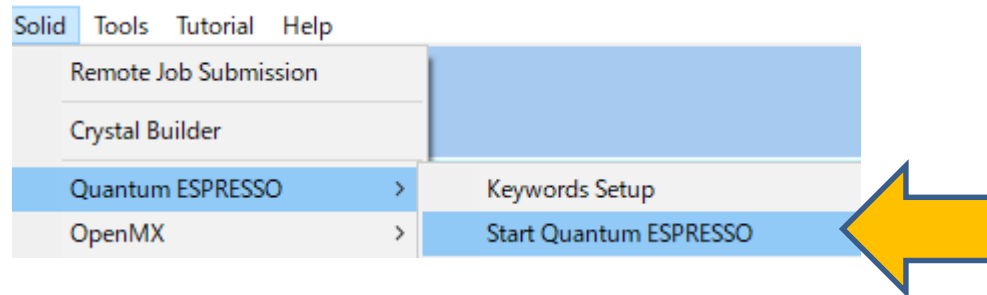 Solid Tools Tutorial Help
Remote Job Submission
Crystal Builder
Quantum ESPRESSO >
Keywords Setup
OpenMX >
Start Quantum ESPRESSO